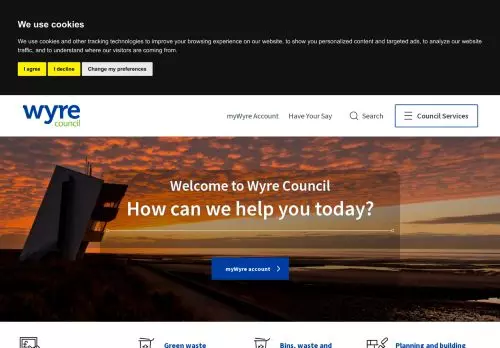 We use cookies
We use cookies and other tracking technologies to improve your browsing experience on our website, to show you personalized content and targeted ads, to analyze our website
traffic, and to understand where our visitors are coming from.
I agree I decline Change my preferences
wyre
council
myWyre Account Have Your Say Search Council Services
Welcome to Wyre Council
How can we help you today?
myWyre account
Green waste Bins, waste and Planning and building